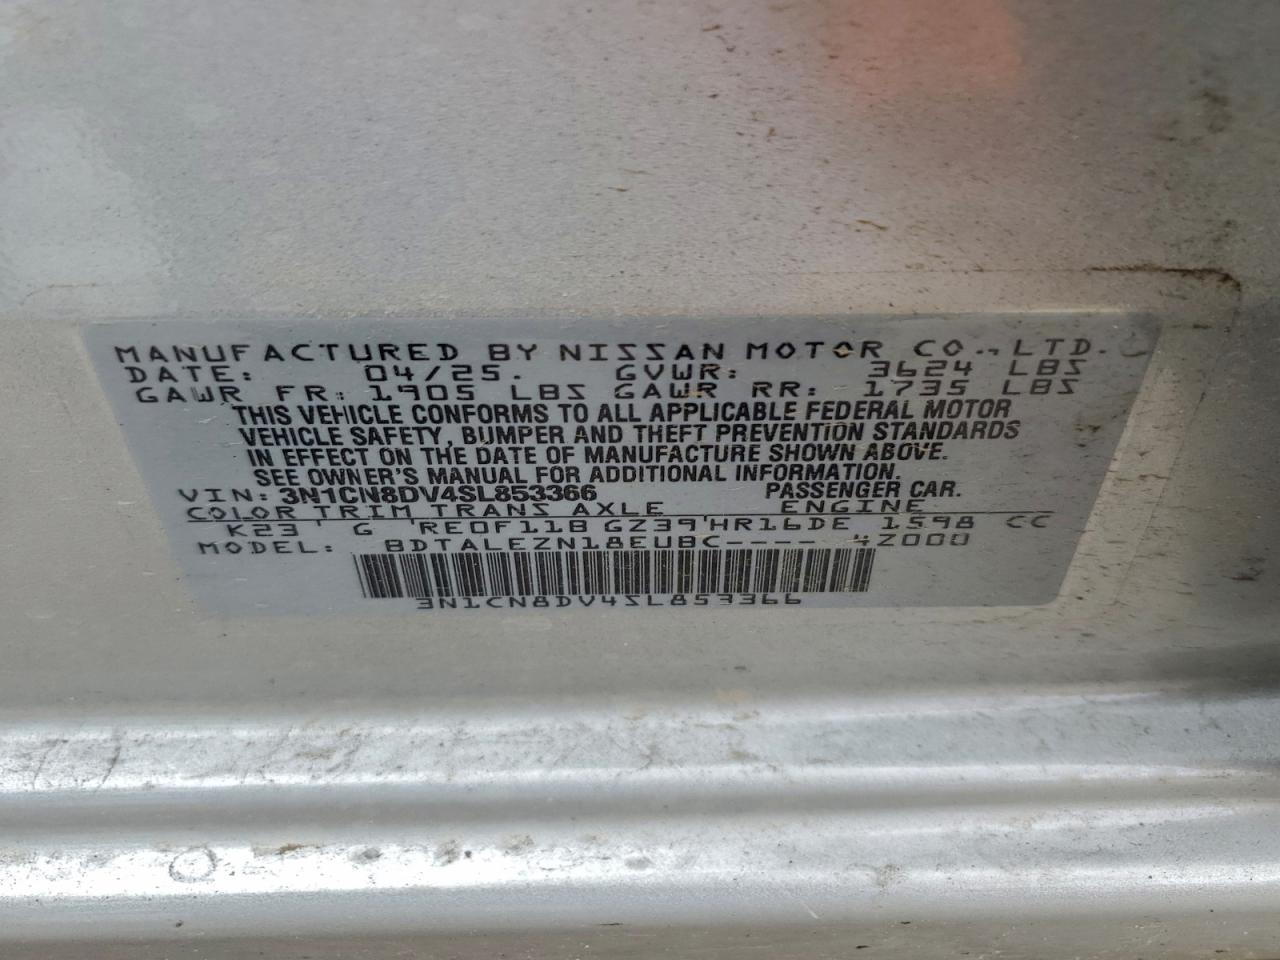 MANUFACTURED BY NISSAN MOTOR CO., LTD.
DATE: 04/25. GVWR: 3624 LBS
GAWR FR: 1905 LBS GAWR RR: 1735 LBS
THIS VEHICLE CONFORMS TO ALL APPLICABLE FEDERAL MOTOR
VEHICLE SAFETY, BUMPER AND THEFT PREVENTION STANDARDS
IN EFFECT ON THE DATE OF MANUFACTURE SHOWN ABOVE.
SEE OWNER'S MANUAL FOR ADDITIONAL INFORMATION.
VIN: 3N1CN8DV4SL853366 PASSENGER CAR.
COLOR TRIM TRANS AXLE ENGINE
K23 G RE0F11B GZ39 HR16DE 1598 CC
MODEL: BDTALEZN18EUBC---- 4Z000
3N1CN8DV4SL853366